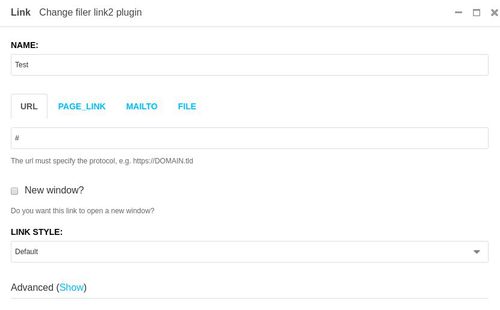 Link Change filer link2 plugin
NAME:
Test
URL PAGE_LINK MAILTO FILE
#
The url must specify the protocol, e.g. https://DOMAIN.tld
New window?
Do you want this link to open a new window?
LINK STYLE:
Default
Advanced (Show)